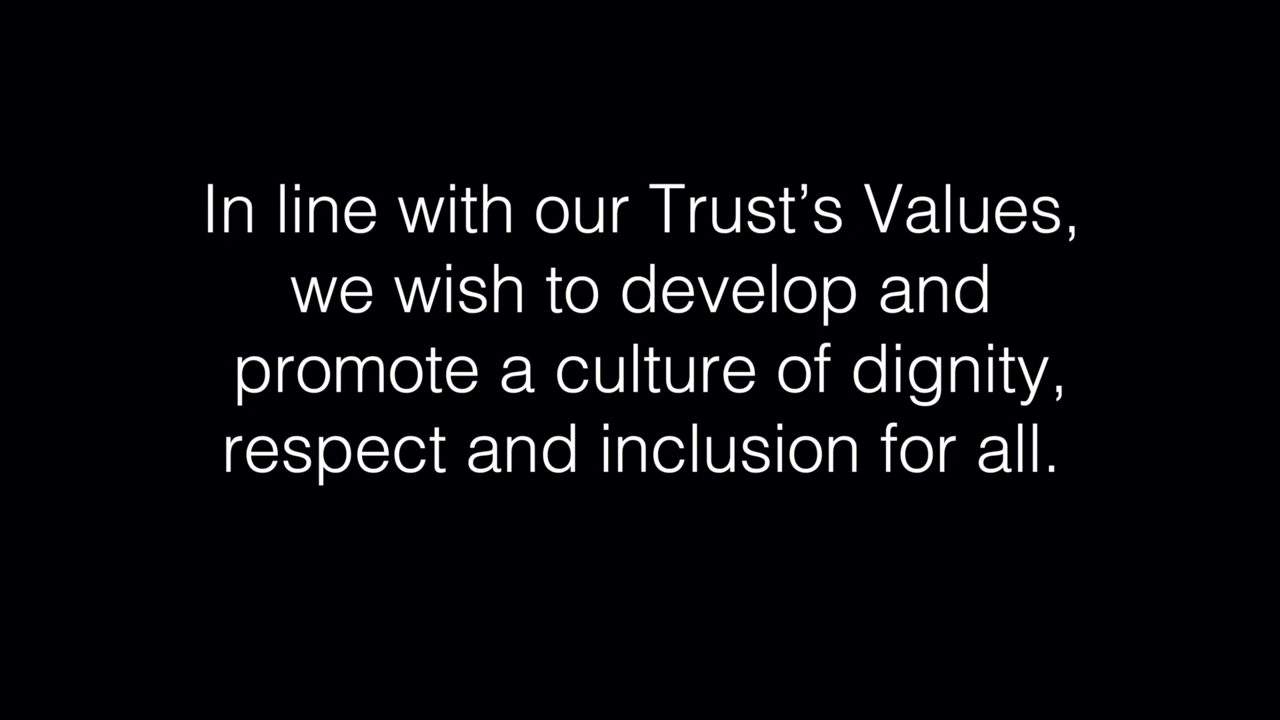 In line with our Trust’s Values,
we wish to develop and
promote a culture of dignity,
respect and inclusion for all.